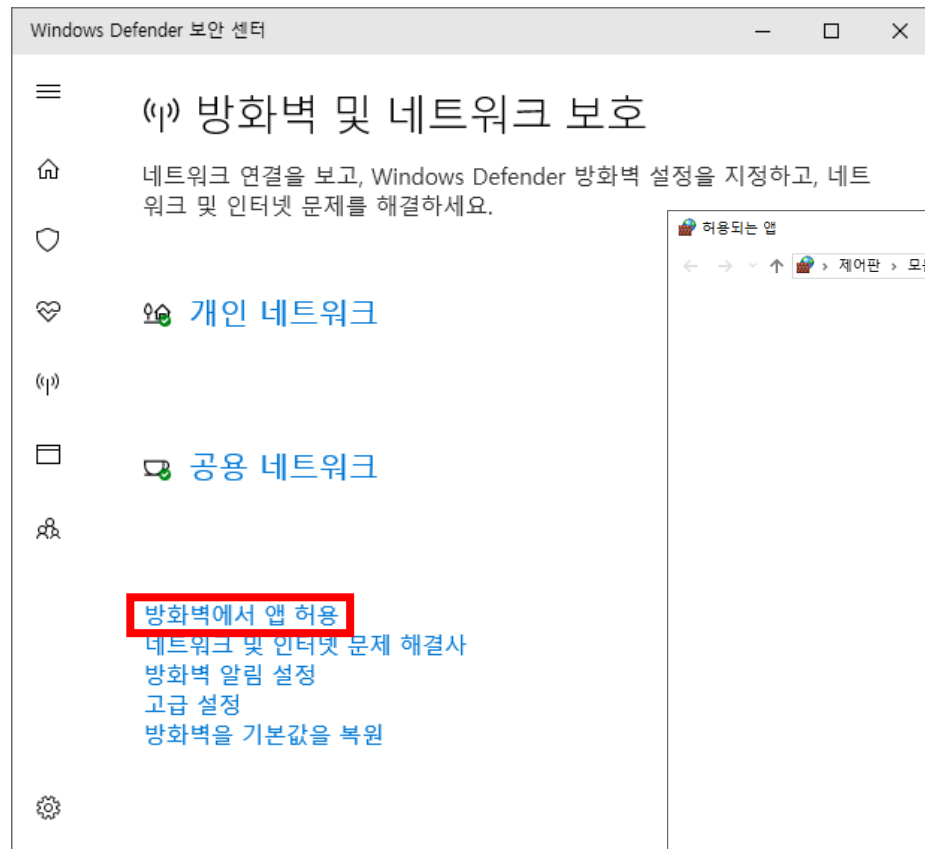 Windows Defender 보안 센터
방화벽 및 네트워크 보호
네트워크 연결을 보고, Windows Defender 방화벽 설정을 지정하고, 네트
워크 및 인터넷 문제를 해결하세요.
허용되는 앱
제어판
개인 네트워크
공용 네트워크
방화벽에서 앱 허용
네트워크 및 인터넷 문제 해결사
방화벽 알림 설정
고급 설정
방화벽을 기본값을 복원